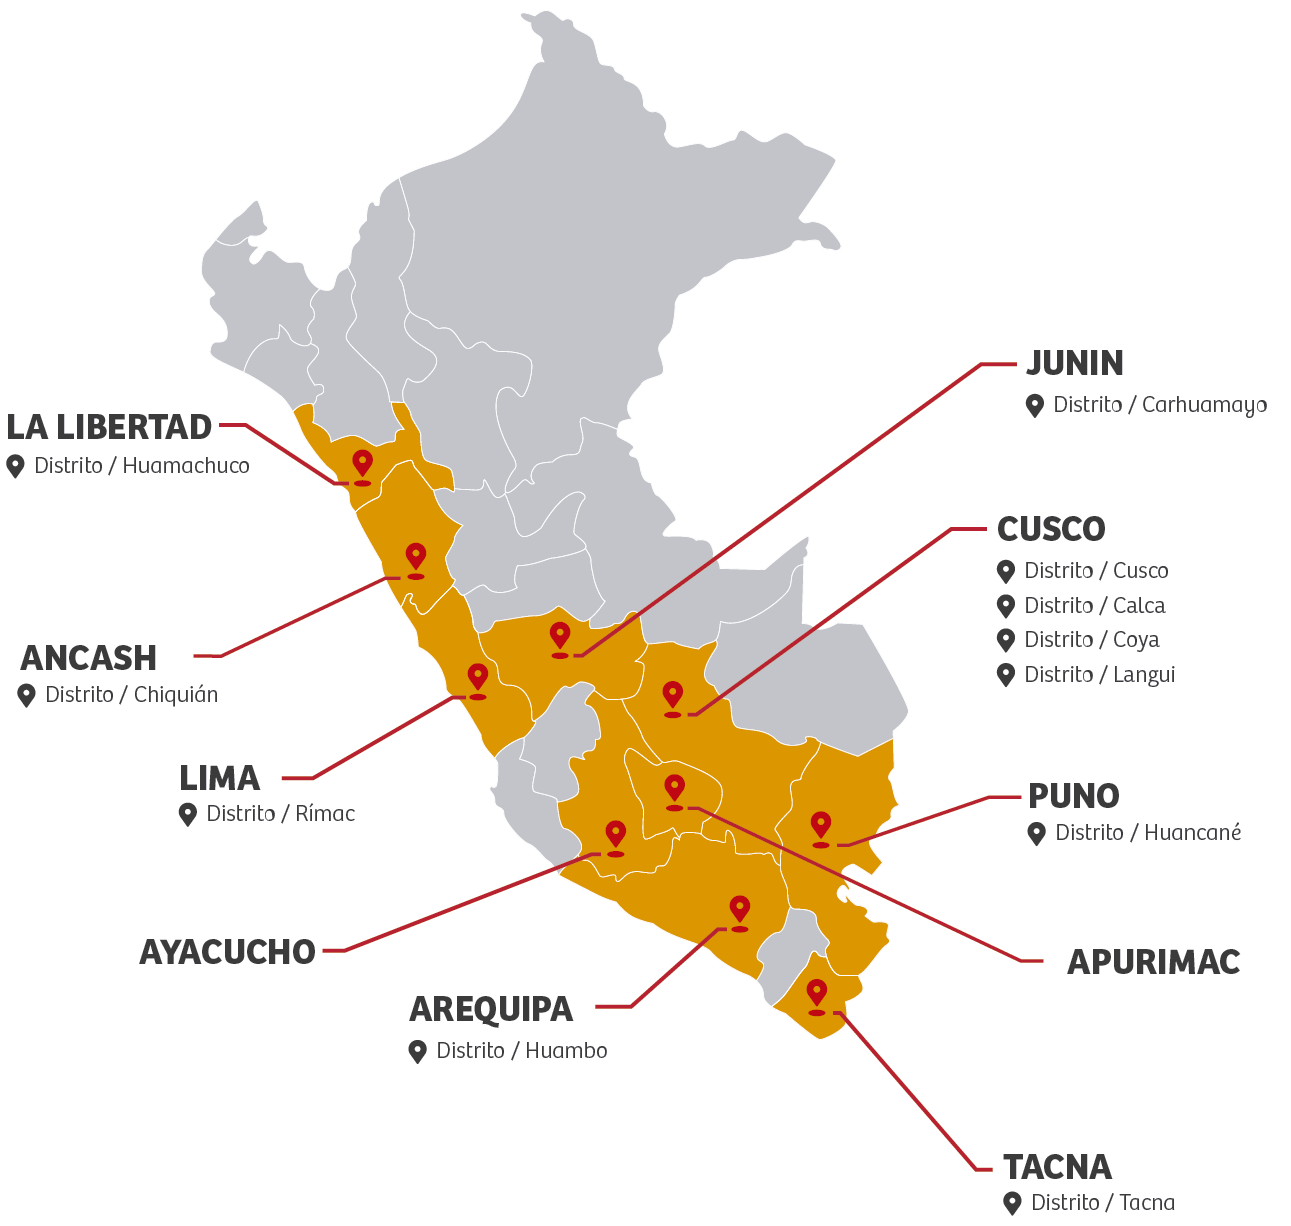 JUNIN
Distrito / Carhuamayo
LA LIBERTAD
Distrito / Huamachuco
CUSCO
Distrito / Cusco
Distrito / Calca
Distrito / Coya
Distrito / Langui
ANCASH
Distrito / Chiquián
LIMA
Distrito / Rímac
PUNO
Distrito / Huancané
AYACUCHO
APURIMAC
AREQUIPA
Distrito / Huambo
TACNA
Distrito / Tacna